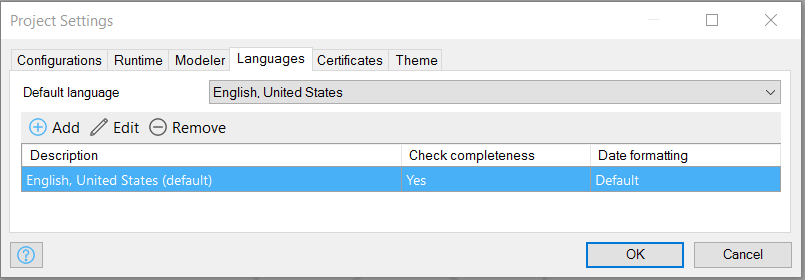 Project Settings
Configurations Runtime Modeler Languages Certificates Theme
Default language English, United States
Add Edit Remove
Description Check completeness Date formatting
English, United States (default) Yes Default
? OK Cancel